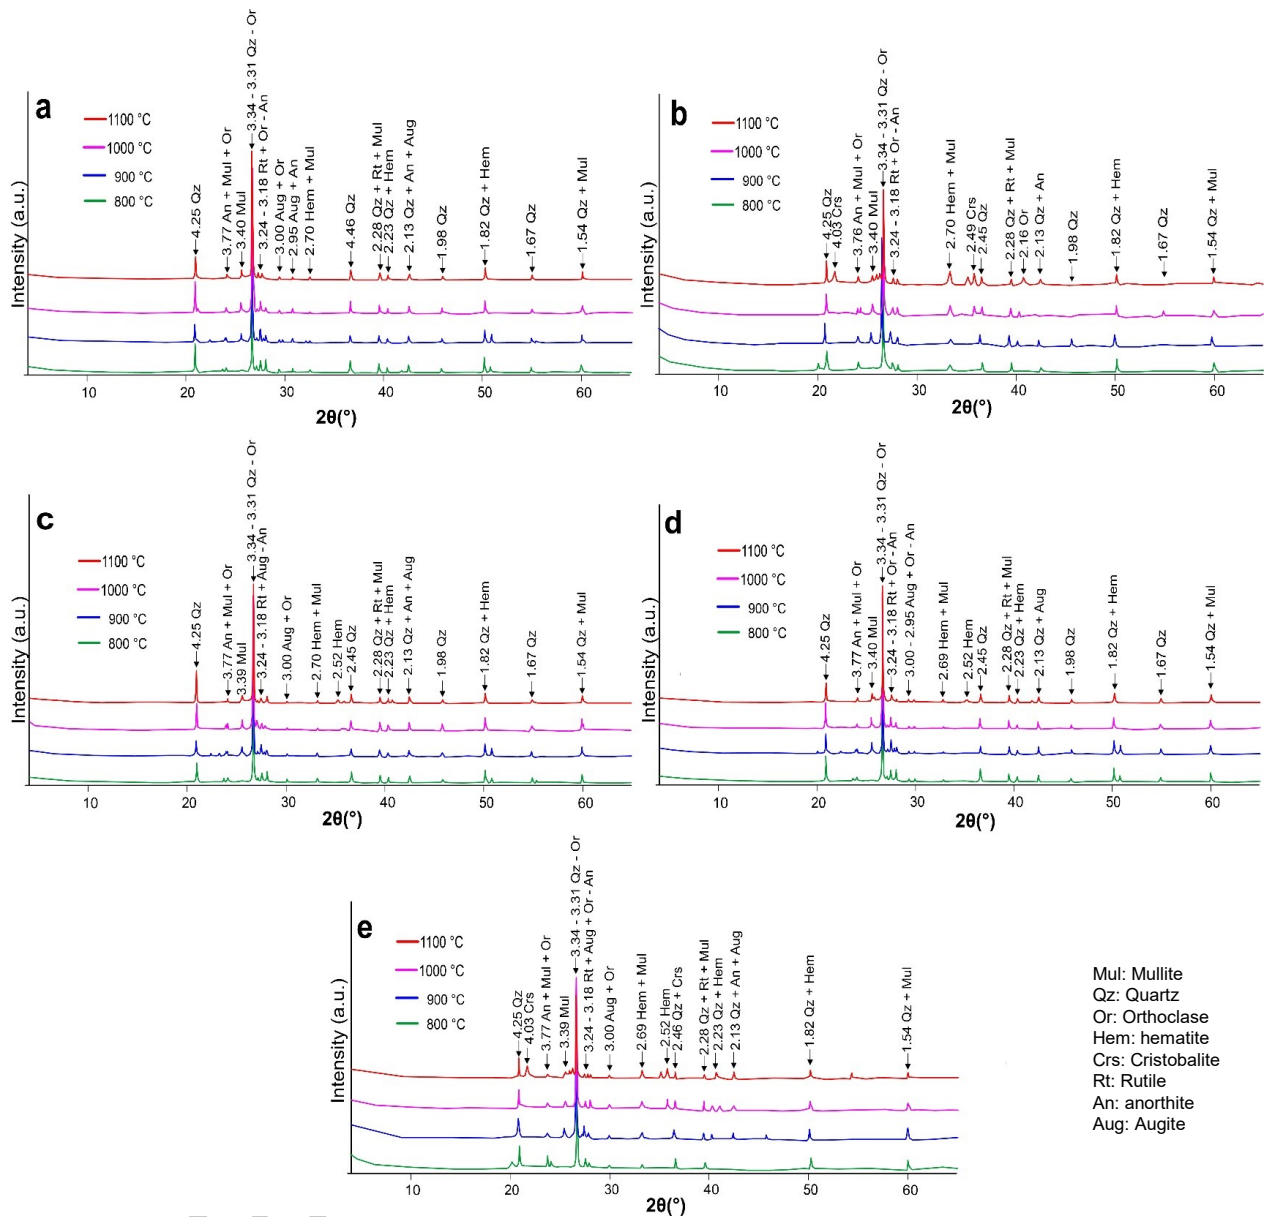 a
1100 °C
1000 °C
900 °C
800 °C
Intensity (a.u.)
4.25 Qz
3.77 An + Mul + Or
3.40 Mul
3.34 - 3.31 Qz - Or
3.24 - 3.18 Rt + Or - An
3.00 Aug + Or
2.95 Aug + An
2.70 Hem + Mul
4.46 Qz
2.28 Qz + Rt + Mul
2.23 Qz + Hem
2.13 Qz + An + Aug
1.98 Qz
1.82 Qz + Hem
1.67 Qz
1.54 Qz + Mul
10 20 30 40 50 60
2θ(°)
b
1100 °C
1000 °C
900 °C
800 °C
Intensity (a.u.)
4.25 Qz
4.03 Crs
3.76 An + Mul + Or
3.40 Mul
3.34 - 3.31 Qz - Or
3.24 - 3.18 Rt + Or - An
2.70 Hem + Mul
2.49 Crs
2.45 Qz
2.28 Qz + Rt + Mul
2.16 Or
2.13 Qz + An
1.98 Qz
1.82 Qz + Hem
1.67 Qz
1.54 Qz + Mul
10 20 30 40 50 60
2θ(°)
c
1100 °C
1000 °C
900 °C
800 °C
Intensity (a.u.)
4.25 Qz
3.77 An + Mul + Or
3.39 Mul
3.34 - 3.31 Qz - Or
3.24 - 3.18 Rt + Aug - An
3.00 Aug + Or
2.70 Hem + Mul
2.52 Hem
2.45 Qz
2.28 Qz + Rt + Mul
2.23 Qz + Hem
2.13 Qz + An + Aug
1.98 Qz
1.82 Qz + Hem
1.67 Qz
1.54 Qz + Mul
10 20 30 40 50 60
2θ(°)
d
1100 °C
1000 °C
900 °C
800 °C
Intensity (a.u.)
4.25 Qz
3.77 An + Mul + Or
3.40 Mul
3.34 - 3.31 Qz - Or
3.24 - 3.18 Rt + Or - An
3.00 - 2.95 Aug + Or - An
2.69 Hem + Mul
2.52 Hem
2.45 Qz
2.28 Qz + Rt + Mul
2.23 Qz + Hem
2.13 Qz + Aug
1.98 Qz
1.82 Qz + Hem
1.67 Qz
1.54 Qz + Mul
10 20 30 40 50 60
2θ(°)
e
1100 °C
1000 °C
900 °C
800 °C
Intensity (a.u.)
4.25 Qz
4.03 Crs
3.77 An + Mul + Or
3.39 Mul
3.34 - 3.31 Qz - Or
3.24 - 3.18 Rt + Aug + Or - An
3.00 Aug + Or
2.69 Hem + Mul
2.52 Hem
2.46 Qz + Crs
2.28 Qz + Rt + Mul
2.23 Qz + Hem
2.13 Qz + An + Aug
1.82 Qz + Hem
1.54 Qz + Mul
10 20 30 40 50 60
2θ(°)
Mul: Mullite
Qz: Quartz
Or: Orthoclase
Hem: hematite
Crs: Cristobalite
Rt: Rutile
An: anorthite
Aug: Augite